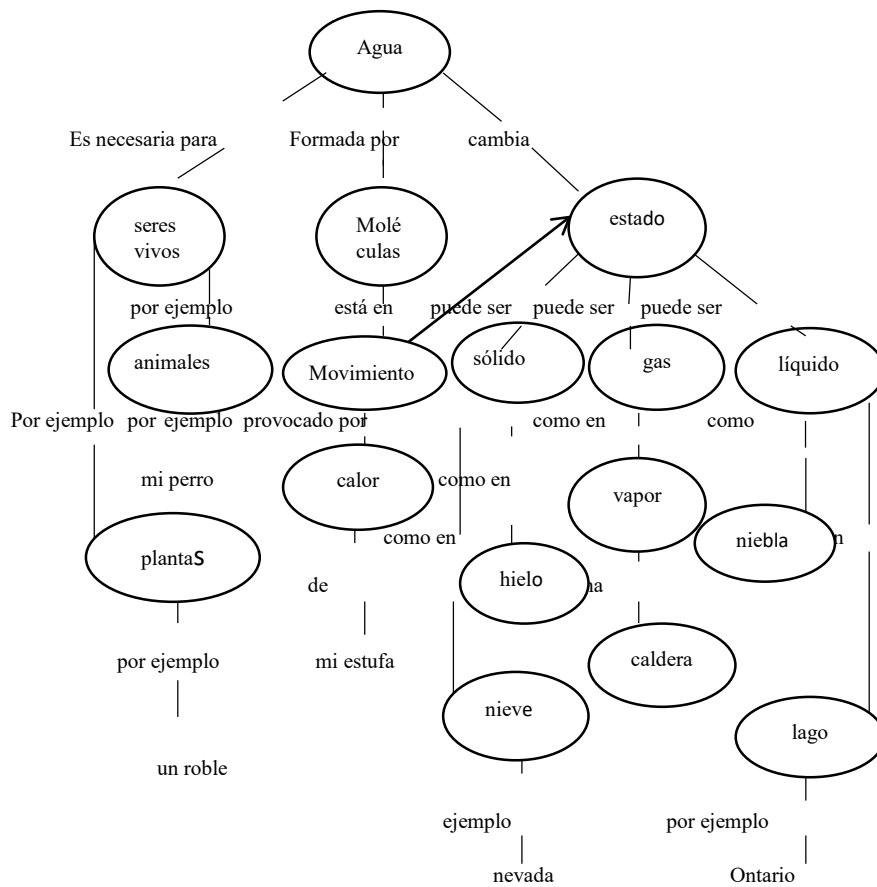 Agua
Es necesaria para Formada por cambia
seres
vivos
Molé
culas
estado
por ejemplo está en puede ser puede ser puede ser
animales Movimiento sólido gas líquido
Por ejemplo por ejemplo provocado por como en como
mi perro calor como en vapor
como en
plantas niebla
de hielo
por ejemplo mi estufa caldera
nieve lago
un roble
ejemplo por ejemplo
nevada Ontario